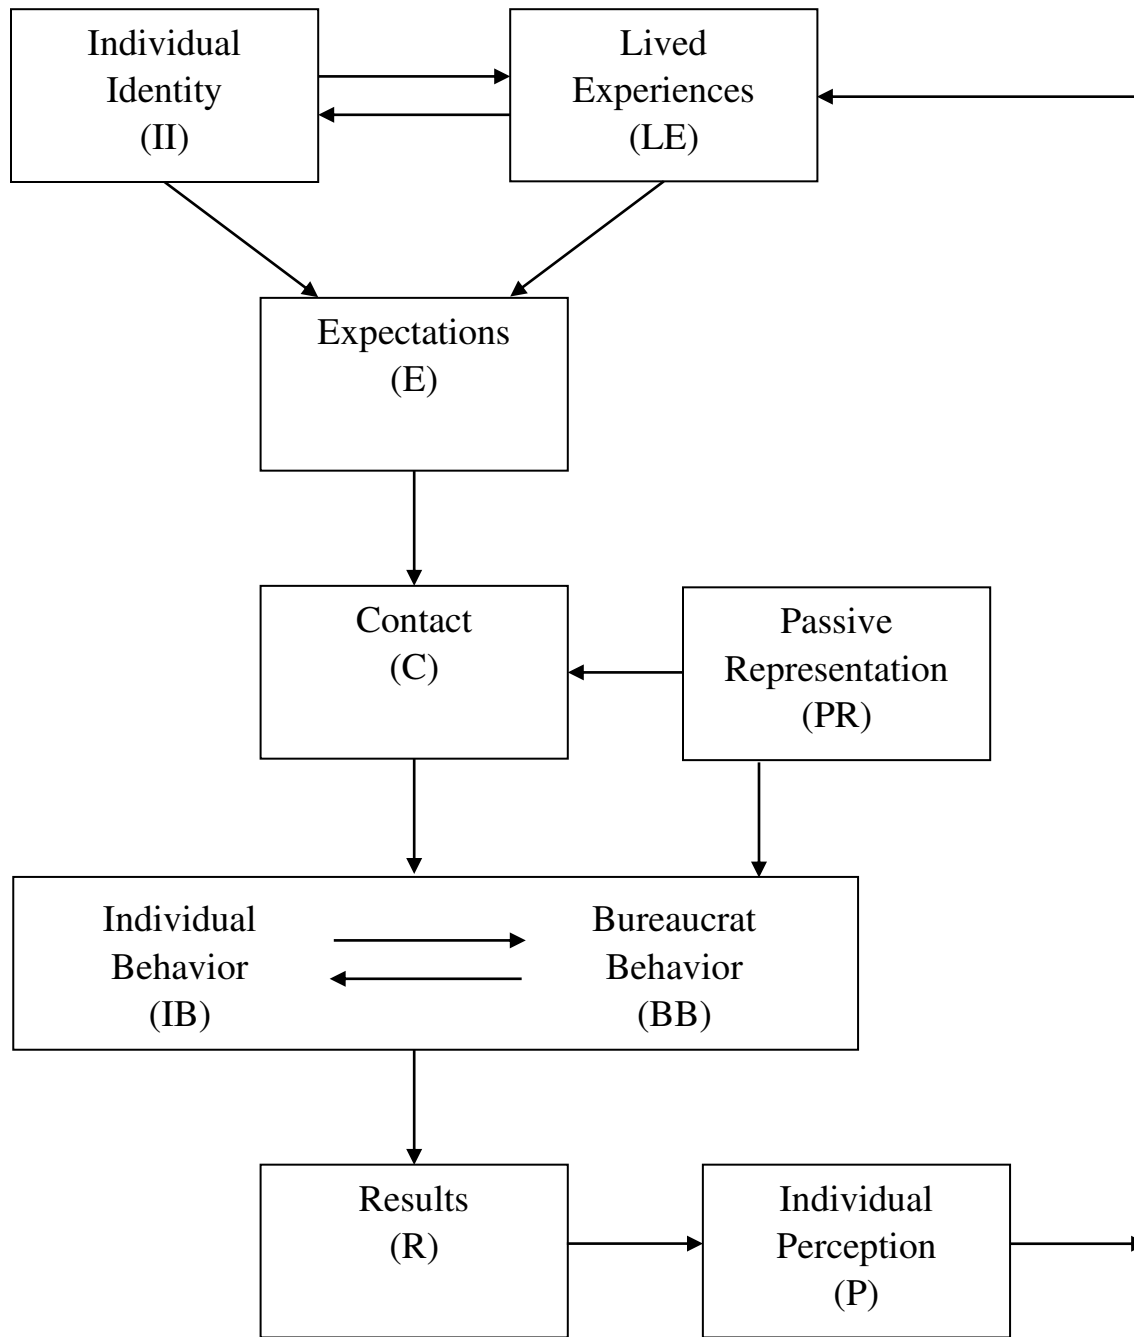 Individual
Identity
(II)
Lived
Experiences
(LE)
Expectations
(E)
Contact
(C)
Passive
Representation
(PR)
Individual
Behavior
(IB)
Bureaucrat
Behavior
(BB)
Results
(R)
Individual
Perception
(P)